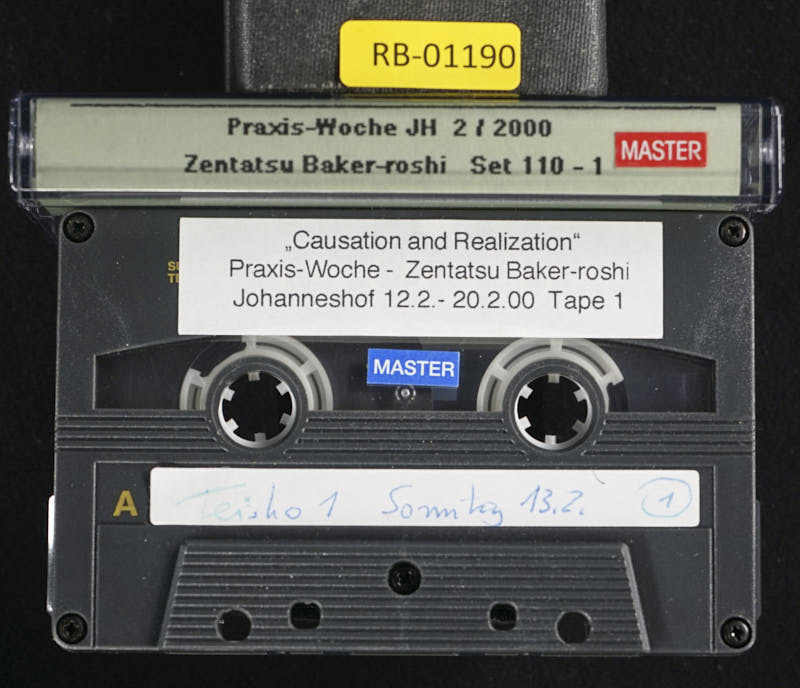 RB-01190
Praxis-Woche JH 2 / 2000
Zentatsu Baker-roshi Set 110 - 1
MASTER
„Causation and Realization“
Praxis-Woche - Zentatsu Baker-roshi
Johanneshof 12.2.- 20.2.00 Tape 1
MASTER
A
Teisho 1 Sonntag 13.2. 1